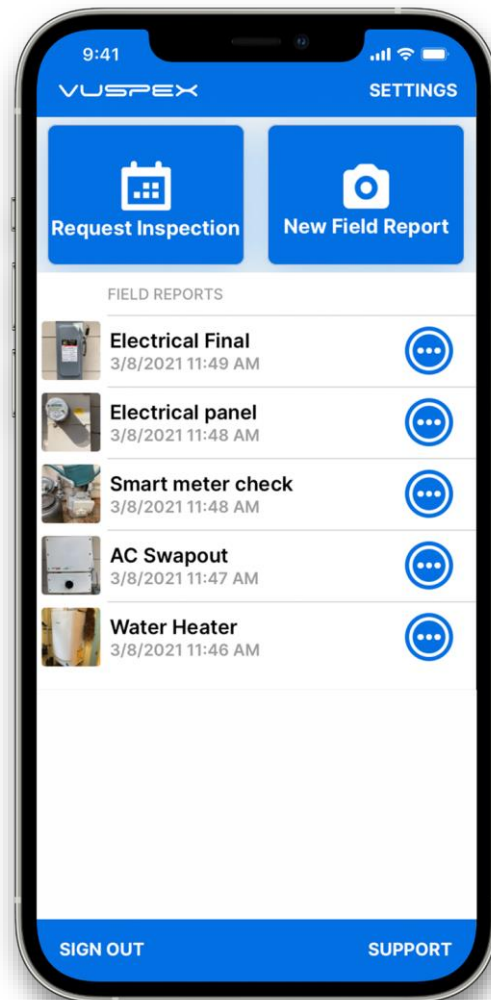 9:41
VUSPEX
SETTINGS
Request Inspection
New Field Report
FIELD REPORTS
Electrical Final
3/8/2021 11:49 AM
Electrical panel
3/8/2021 11:48 AM
Smart meter check
3/8/2021 11:48 AM
AC Swapout
3/8/2021 11:47 AM
Water Heater
3/8/2021 11:46 AM
SIGN OUT
SUPPORT